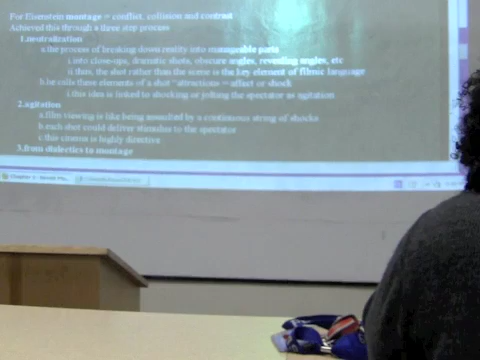 For Eisenstein montage = conflict, collision and contrast
Achieved this through a three step process
1.neutralization
a.the process of breaking down reality into manageable parts
i.into close-ups, dramatic shots, obscure angles, revealing angles, etc
ii.thus, the shot rather than the scene is the key element of filmic language
b.he calls these elements of a shot "attractions = affect or shock
i.this idea is linked to shocking or jolting the spectator as agitation
2.agitation
a.film viewing is like being assaulted by a continuous string of shocks
b.each shot could deliver stimulus to the spectator
c.this cinema is highly directive
3.from dialectics to montage